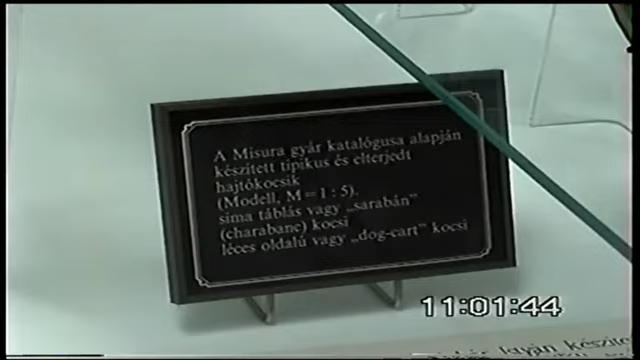 A Misura gyár katalógusa alapján
készített tipikus és elterjedt
hajtókocsik
(Modell, M = 1 : 5).
sima táblás vagy „sarabán”
(charabanc) kocsi
léces oldalú vagy „dog-cart” kocsi
11:01:44